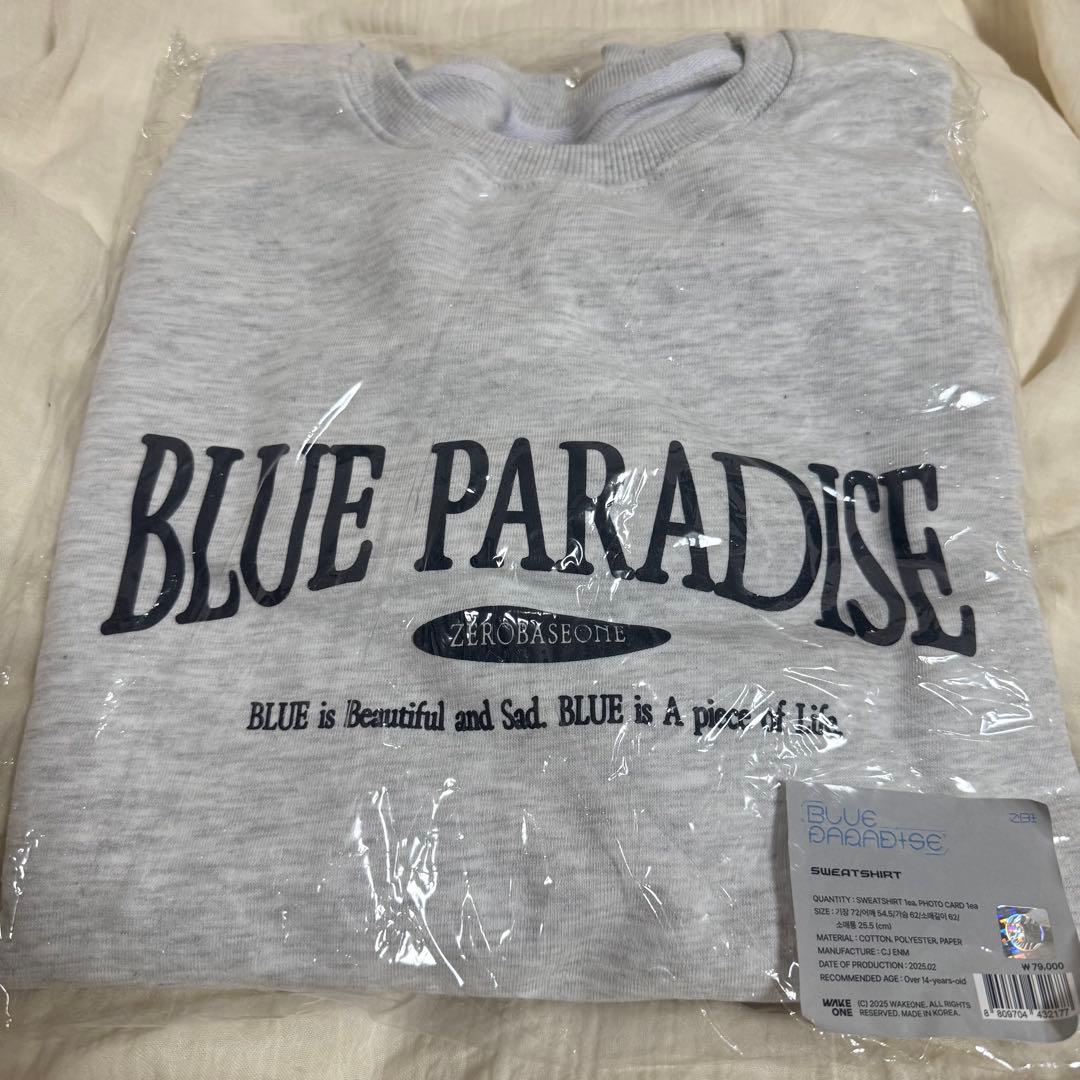 BLUE PARADISE
ZEROBASEONE
BLUE is Beautiful and Sad. BLUE is A piece of Life.
BLUE
PARADISE
ZB1
SWEATSHIRT
QUANTITY : SWEATSHIRT 1ea, PHOTO CARD 1ea
SIZE : 기장 72/어깨 54.5/가슴 62/소매길이 62/
소매통 25.5 (cm)
MATERIAL : COTTON, POLYESTER, PAPER
MANUFACTURE : CJ ENM
DATE OF PRODUCTION : 2025.02
RECOMMENDED AGE : Over 14-years-old
₩79,000
WAKE
ONE
(C) 2025 WAKEONE. ALL RIGHTS
RESERVED. MADE IN KOREA.
8 809704 432177